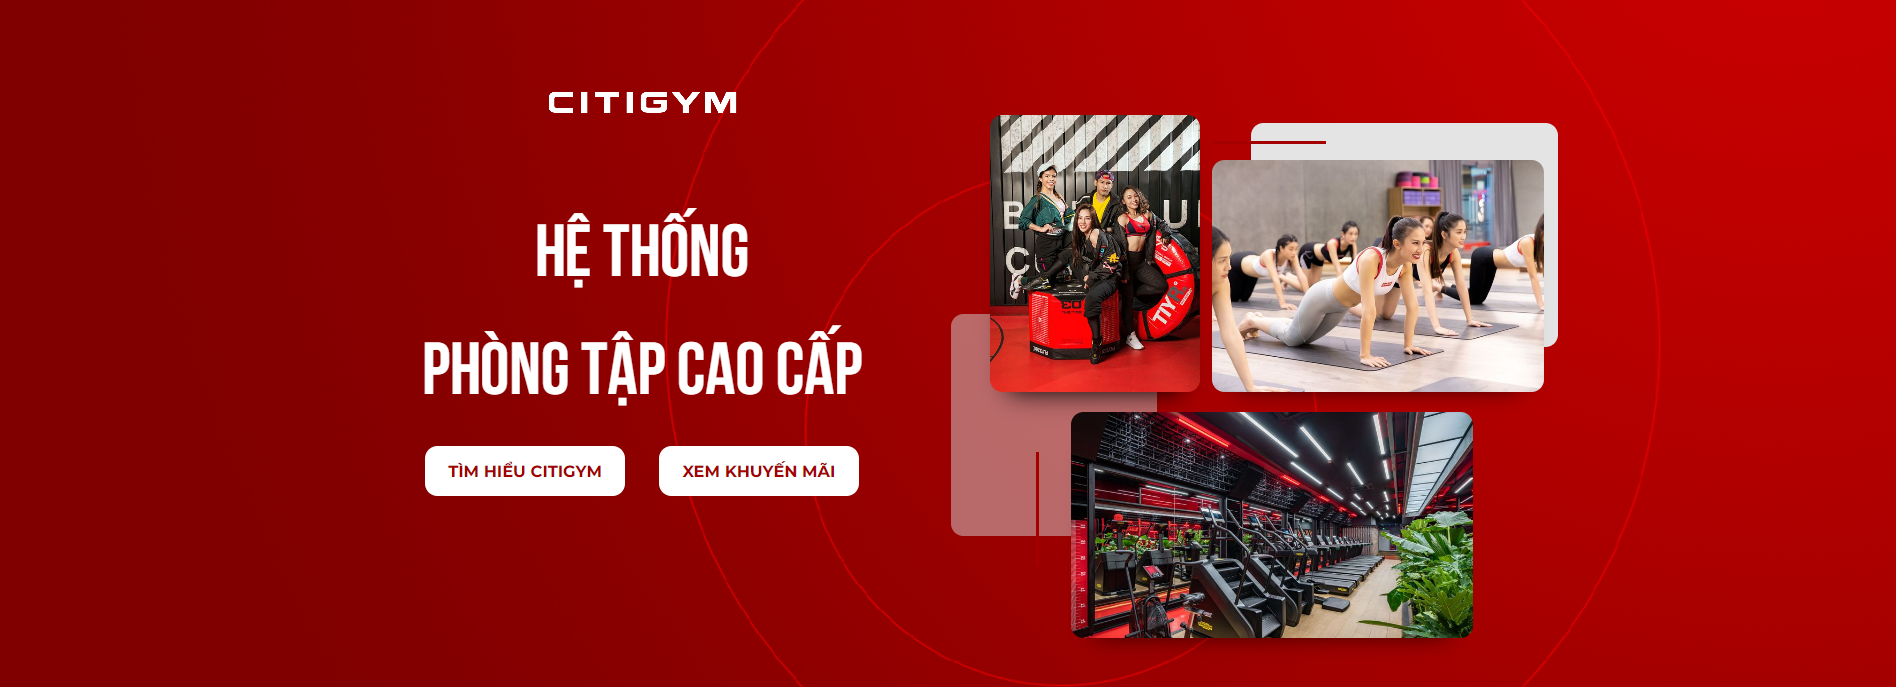 CITIGYM
HỆ THỐNG
PHÒNG TẬP CAO CẤP
TÌM HIỂU CITIGYM
XEM KHUYẾN MÃI